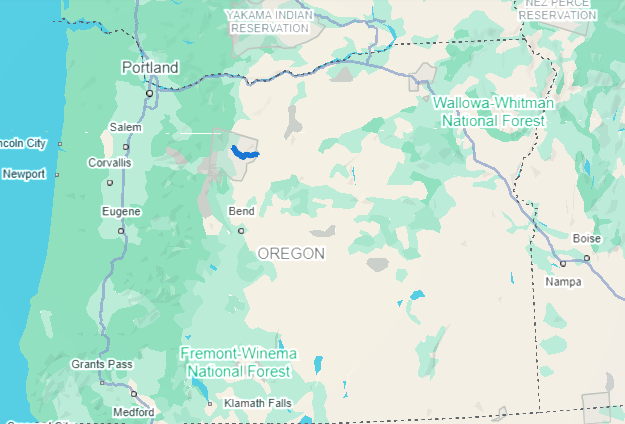 YAKAMA INDIAN
RESERVATION
NEZ PERCE
RESERVATION
Portland
Wallowa-Whitman
National Forest
Salem
ncoln City
Corvallis
Newport
Eugene
Bend
OREGON
Boise
Nampa
Fremont-Winema
National Forest
Grants Pass
Klamath Falls
Medford